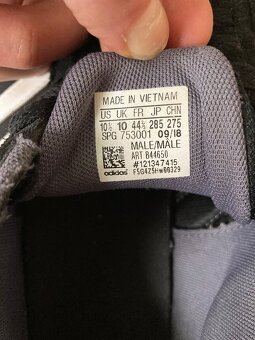 MADE IN VIETNAM
US UK FR JP CHN
10½ 10 44⅔ 285 275
SPG 753001 09/18
MALE/MALE
ART B44650
#121347415
adidas F5G4Z5HW00329